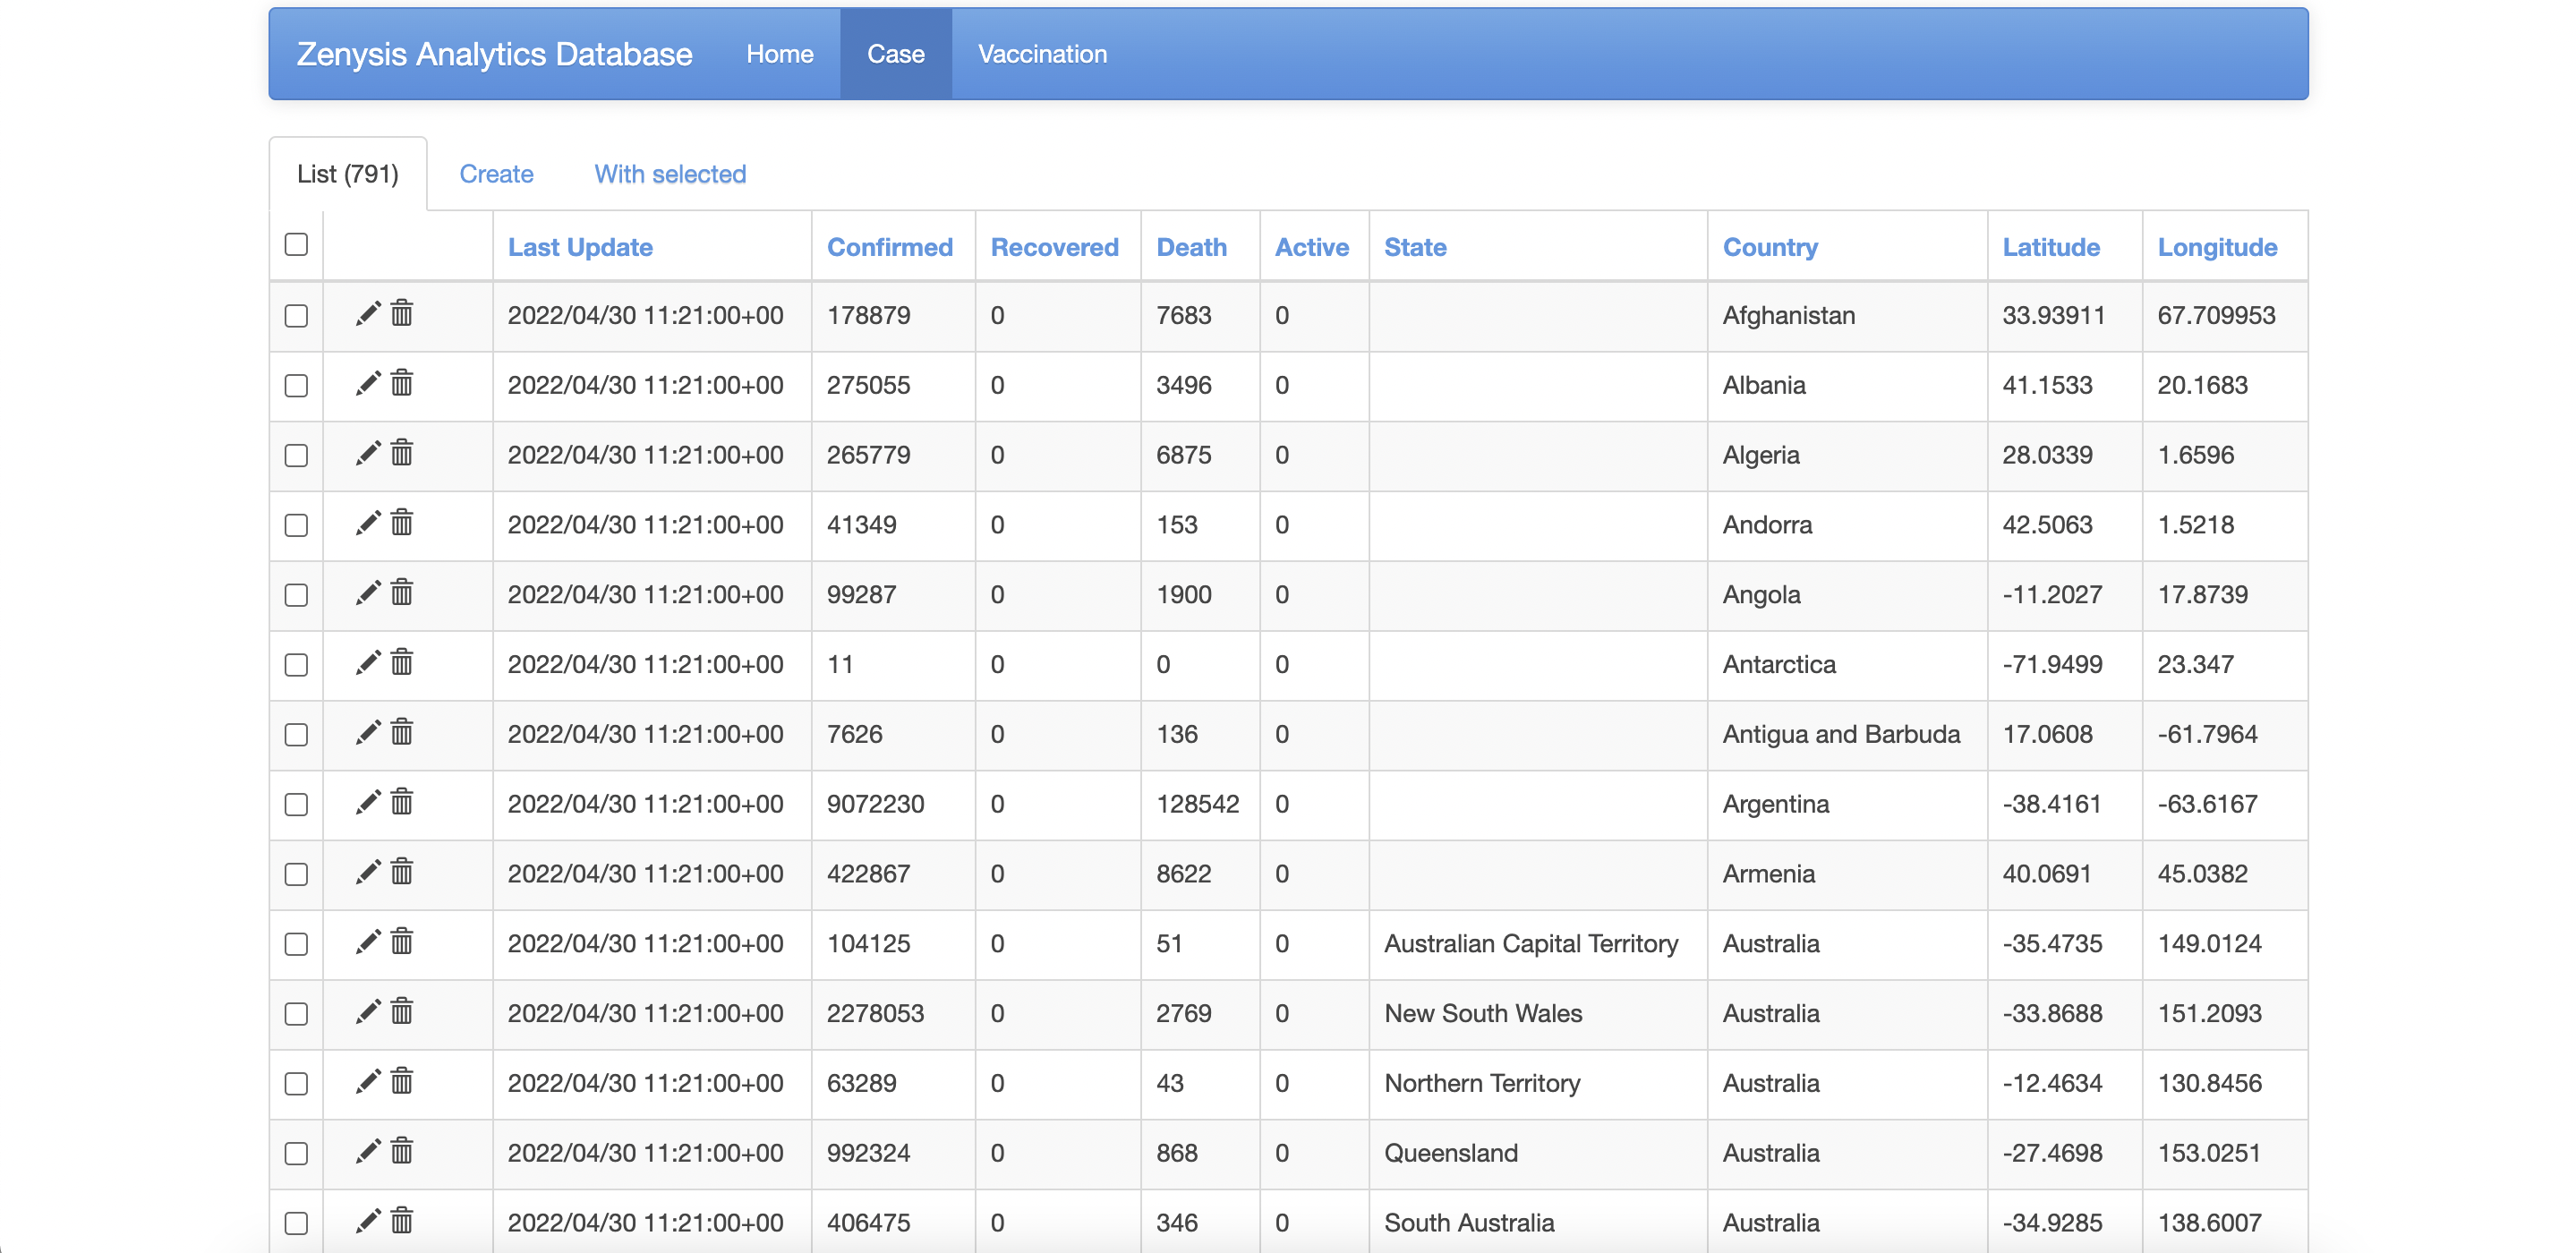 Zenysis Analytics Database Home Case Vaccination
List (791) Create With selected
Last Update Confirmed Recovered Death Active State Country Latitude Longitude
2022/04/30 11:21:00+00 178879 0 7683 0 Afghanistan 33.93911 67.709953
2022/04/30 11:21:00+00 275055 0 3496 0 Albania 41.1533 20.1683
2022/04/30 11:21:00+00 265779 0 6875 0 Algeria 28.0339 1.6596
2022/04/30 11:21:00+00 41349 0 153 0 Andorra 42.5063 1.5218
2022/04/30 11:21:00+00 99287 0 1900 0 Angola -11.2027 17.8739
2022/04/30 11:21:00+00 11 0 0 0 Antarctica -71.9499 23.347
2022/04/30 11:21:00+00 7626 0 136 0 Antigua and Barbuda 17.0608 -61.7964
2022/04/30 11:21:00+00 9072230 0 128542 0 Argentina -38.4161 -63.6167
2022/04/30 11:21:00+00 422867 0 8622 0 Armenia 40.0691 45.0382
2022/04/30 11:21:00+00 104125 0 51 0 Australian Capital Territory Australia -35.4735 149.0124
2022/04/30 11:21:00+00 2278053 0 2769 0 New South Wales Australia -33.8688 151.2093
2022/04/30 11:21:00+00 63289 0 43 0 Northern Territory Australia -12.4634 130.8456
2022/04/30 11:21:00+00 992324 0 868 0 Queensland Australia -27.4698 153.0251
2022/04/30 11:21:00+00 406475 0 346 0 South Australia Australia -34.9285 138.6007